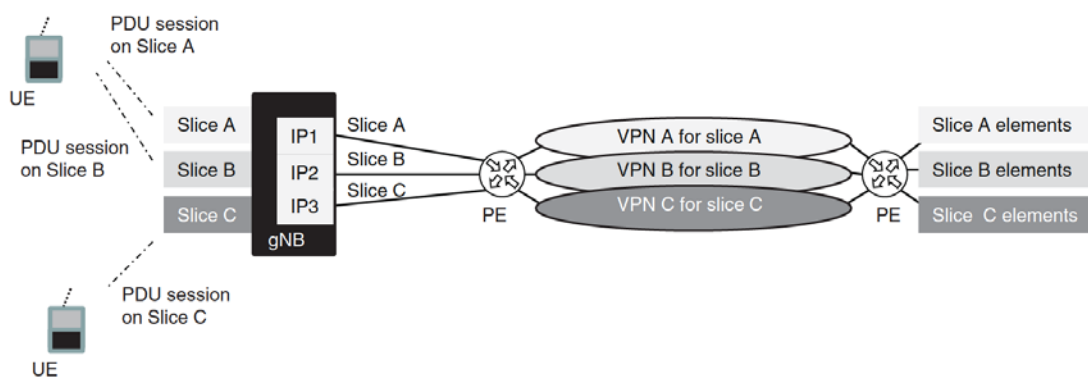 PDU session
on Slice A
UE
PDU session
on Slice B
Slice A
Slice B
Slice C
IP1
IP2
IP3
gNB
Slice A
Slice B
Slice C
PE
VPN A for slice A
VPN B for slice B
VPN C for slice C
PE
Slice A elements
Slice B elements
Slice C elements
PDU session
on Slice C
UE